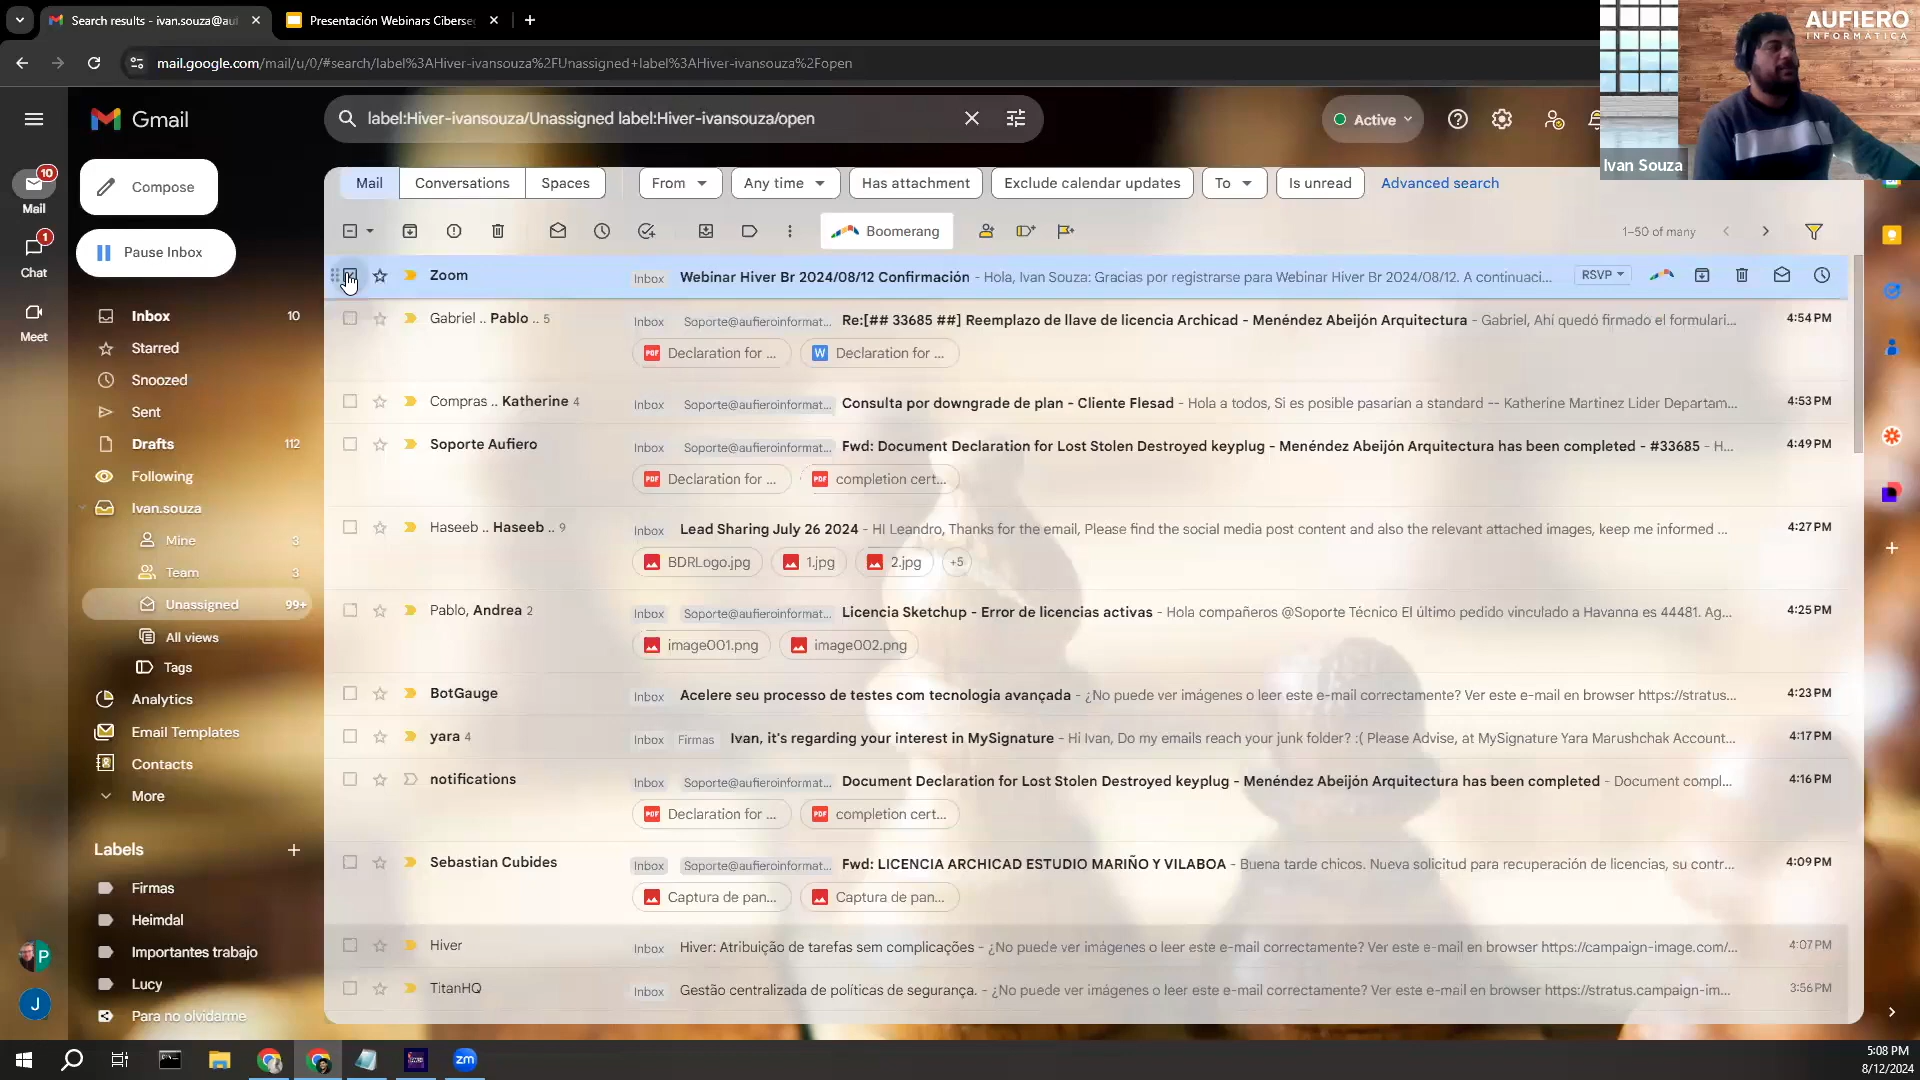 Search results - ivan.souza@auf
Presentación Webinars Ciberse
mail.google.com/mail/u/0/#search/label%3AHiver-ivansouza%2FUnassigned+label%3AHiver-ivansouza%2Fopen
AUFIERO
INFORMÁTICA
Ivan Souza
Gmail
label:Hiver-ivansouza/Unassigned label:Hiver-ivansouza/open
Active
10
Mail
1
Chat
Meet
Compose
Pause Inbox
Inbox 10
Starred
Snoozed
Sent
Drafts 112
Following
Ivan.souza
Mine 3
Team 3
Unassigned 99+
All views
Tags
Analytics
Email Templates
Contacts
More
Labels
Firmas
Heimdal
Importantes trabajo
Lucy
Para no olvidarme
P
J
Mail Conversations Spaces From Any time Has attachment Exclude calendar updates To Is unread Advanced search
Boomerang 1–50 of many
Zoom Inbox Webinar Hiver Br 2024/08/12 Confirmación - Hola, Ivan Souza: Gracias por registrarse para Webinar Hiver Br 2024/08/12. A continuaci... RSVP
Gabriel .. Pablo .. 5 Inbox Soporte@aufieroinformat... Re:[## 33685 ##] Reemplazo de llave de licencia Archicad - Menéndez Abeijón Arquitectura - Gabriel, Ahí quedó firmado el formulari... 4:54 PM
PDF Declaration for ... W Declaration for ...
Compras .. Katherine 4 Inbox Soporte@aufieroinformat... Consulta por downgrade de plan - Cliente Flesad - Hola a todos, Si es posible pasarían a standard -- Katherine Martinez Lider Departam... 4:53 PM
Soporte Aufiero Inbox Soporte@aufieroinformat... Fwd: Document Declaration for Lost Stolen Destroyed keyplug - Menéndez Abeijón Arquitectura has been completed - #33685 - H... 4:49 PM
PDF Declaration for ... PDF completion cert...
Haseeb .. Haseeb .. 9 Inbox Lead Sharing July 26 2024 - HI Leandro, Thanks for the email, Please find the social media post content and also the relevant attached images, keep me informed ... 4:27 PM
BDRLogo.jpg 1.jpg 2.jpg +5
Pablo, Andrea 2 Inbox Soporte@aufieroinformat... Licencia Sketchup - Error de licencias activas - Hola compañeros @Soporte Técnico El último pedido vinculado a Havanna es 44481. Ag... 4:25 PM
image001.png image002.png
BotGauge Inbox Acelere seu processo de testes com tecnologia avançada - ¿No puede ver imágenes o leer este e-mail correctamente? Ver este e-mail en browser https://stratus... 4:23 PM
yara 4 Inbox Firmas Ivan, it's regarding your interest in MySignature - Hi Ivan, Do my emails reach your junk folder? :( Please Advise, at MySignature Yara Marushchak Account... 4:17 PM
notifications Inbox Soporte@aufieroinformat... Document Declaration for Lost Stolen Destroyed keyplug - Menéndez Abeijón Arquitectura has been completed - Document compl... 4:16 PM
PDF Declaration for ... PDF completion cert...
Sebastian Cubides Inbox Soporte@aufieroinformat... Fwd: LICENCIA ARCHICAD ESTUDIO MARIÑO Y VILABOA - Buena tarde chicos. Nueva solicitud para recuperación de licencias, su contr... 4:09 PM
Captura de pan... Captura de pan...
Hiver Inbox Hiver: Atribuição de tarefas sem complicações - ¿No puede ver imágenes o leer este e-mail correctamente? Ver este e-mail en browser https://campaign-image.com/... 4:07 PM
TitanHQ Inbox Gestão centralizada de políticas de segurança. - ¿No puede ver imágenes o leer este e-mail correctamente? Ver este e-mail en browser https://stratus.campaign-im... 3:56 PM
zm
5:08 PM
8/12/2024